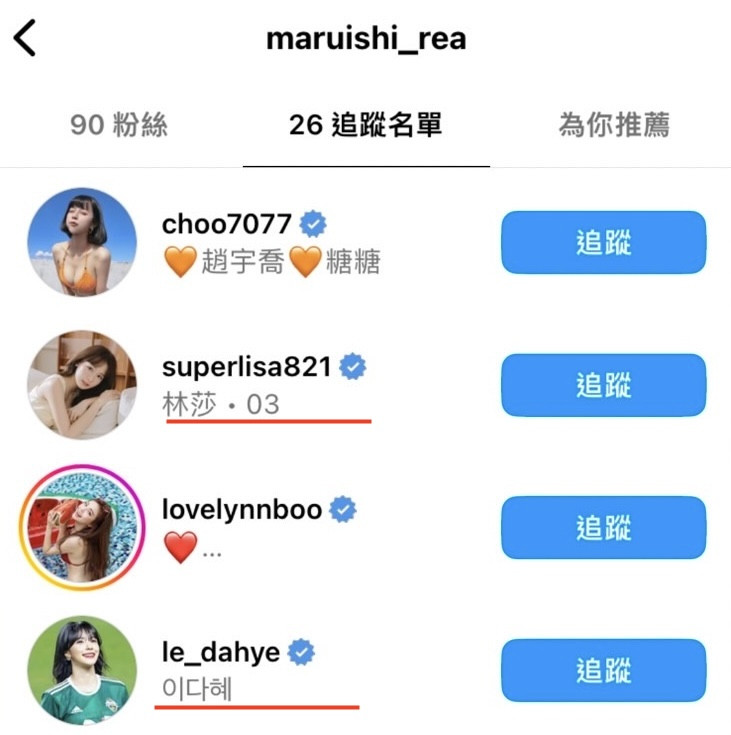 maruishi_rea
90 粉絲 26 追蹤名單 為你推薦
choo7077
🧡趙宇喬🧡糖糖
追蹤
superlisa821
林莎・03
追蹤
lovelynnboo
❤️...
追蹤
le_dahye
이다혜
追蹤